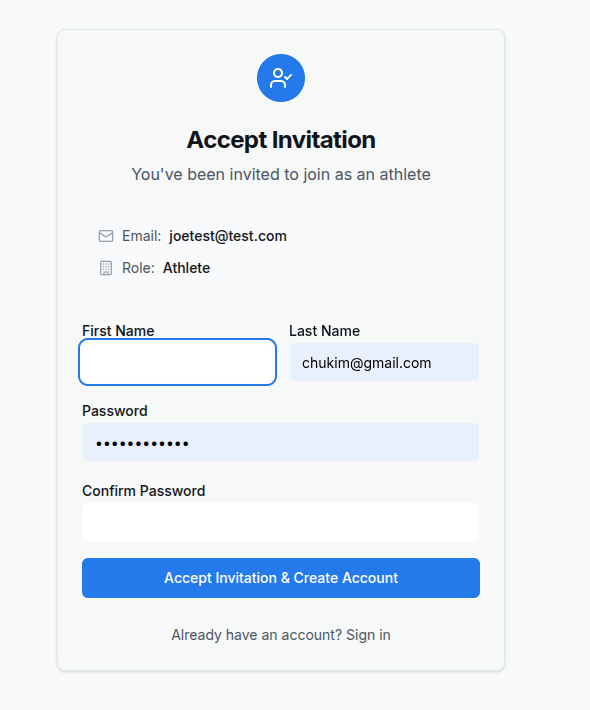 Accept Invitation
You've been invited to join as an athlete
Email: joetest@test.com
Role: Athlete
First Name
Last Name
chukim@gmail.com
Password
••••••••••••
Confirm Password
Accept Invitation & Create Account
Already have an account? Sign in